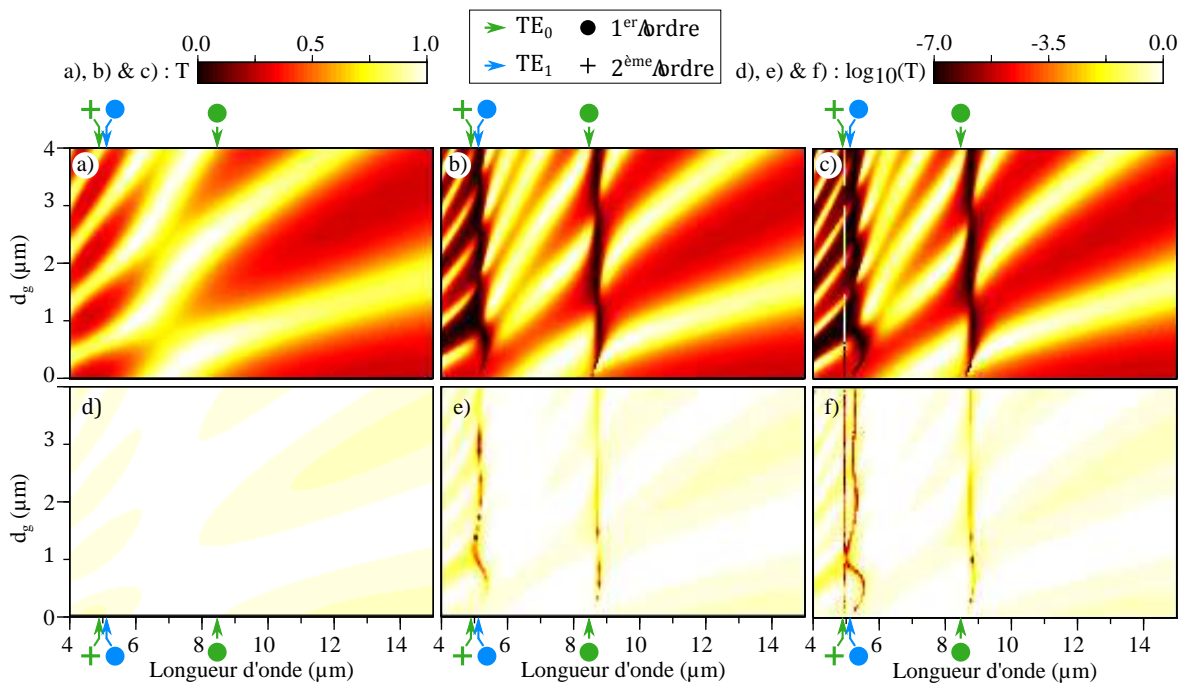 TE0 1er Λordre
TE1 2ème Λordre
0.0 0.5 1.0
a), b) & c) : T
-7.0 -3.5 0.0
d), e) & f) : log10(T)
a) b) c)
4
3
2
1
0
dg (µm)
d) e) f)
3
2
1
0
dg (µm)
4 6 8 10 12 14 4 6 8 10 12 14 4 6 8 10 12 14
Longueur d'onde (µm) Longueur d'onde (µm) Longueur d'onde (µm)